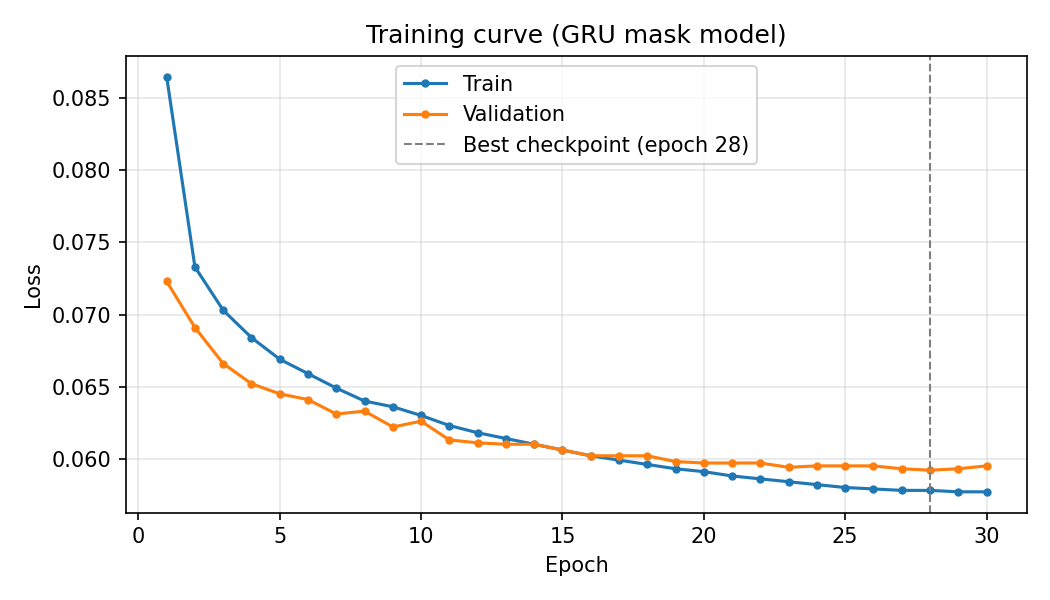 Training curve (GRU mask model)
Train
Validation
Best checkpoint (epoch 28)
Loss
0.085
0.080
0.075
0.070
0.065
0.060
0
5
10
15
20
25
30
Epoch